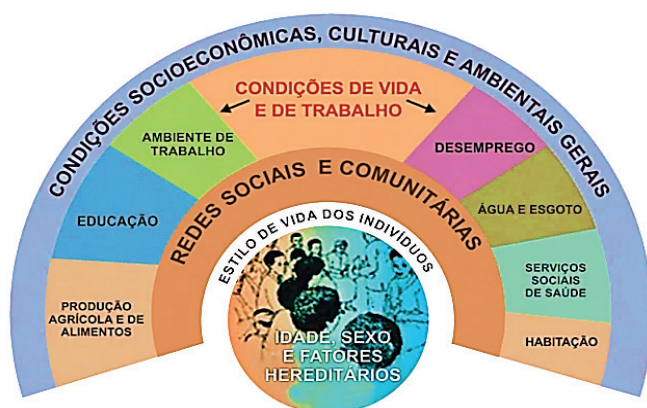 CONDIÇÕES SOCIOECONÔMICAS, CULTURAIS E AMBIENTAIS GERAIS
CONDIÇÕES DE VIDA
E DE TRABALHO
AMBIENTE DE
TRABALHO
DESEMPREGO
EDUCAÇÃO
ÁGUA E ESGOTO
PRODUÇÃO
AGRÍCOLA E DE
ALIMENTOS
SERVIÇOS
SOCIAIS
DE SAÚDE
HABITAÇÃO
REDES SOCIAIS E COMUNITÁRIAS
ESTILO DE VIDA DOS INDIVÍDUOS
IDADE, SEXO
E FATORES
HEREDITÁRIOS